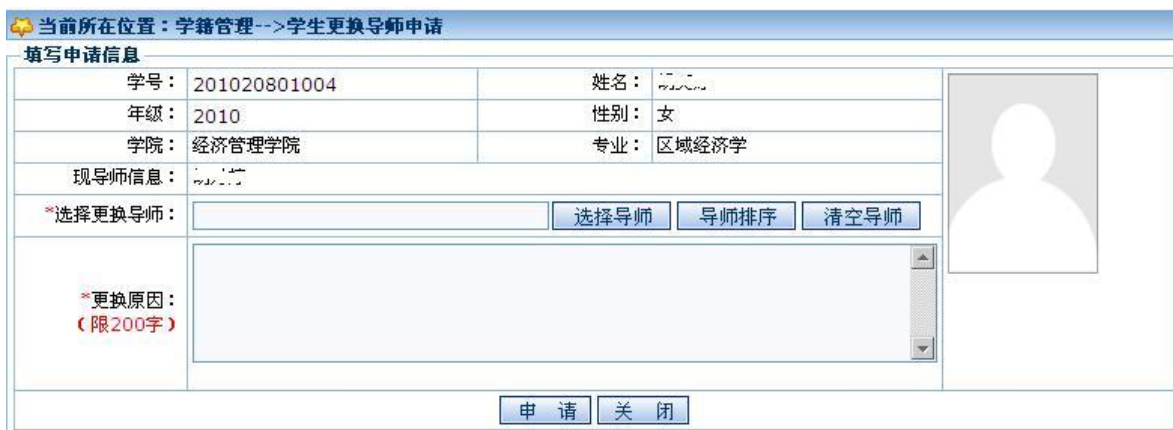 当前所在位置：学籍管理-->学生更换导师申请
填写申请信息
学号： 201020801004 姓名：
年级： 2010 性别： 女
学院： 经济管理学院 专业： 区域经济学
现导师信息：
*选择更换导师： 选择导师 导师排序 清空导师
*更换原因：
（限200字）
申 请 关 闭